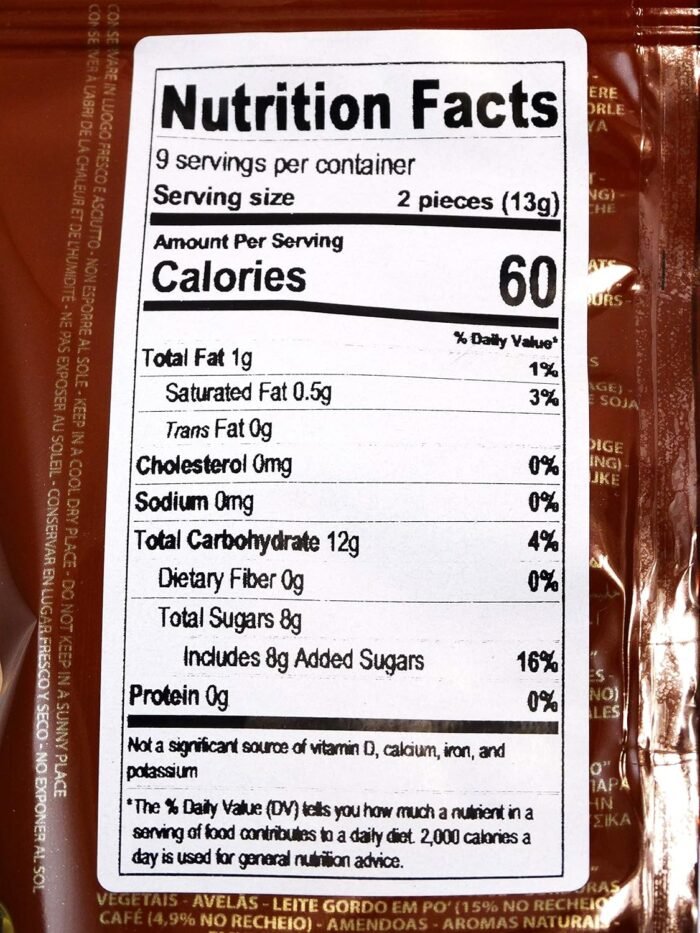 Nutrition Facts
9 servings per container
Serving size 2 pieces (13g)
Amount Per Serving
Calories 60
% Daily Value*
Total Fat 1g 1%
Saturated Fat 0.5g 3%
Trans Fat 0g
Cholesterol 0mg 0%
Sodium 0mg 0%
Total Carbohydrate 12g 4%
Dietary Fiber 0g 0%
Total Sugars 8g
Includes 8g Added Sugars 16%
Protein 0g 0%
Not a significant source of vitamin D, calcium, iron, and
potassium
*The % Daily Value (DV) tells you how much a nutrient in a
serving of food contributes to a daily diet. 2,000 calories a
day is used for general nutrition advice.
IN LUOGO FRESCO E ASCIUTTO - NON ESPORRE AL SOLE - KEEP IN A COOL DRY PLACE - DO NOT KEEP IN A SUNNY PLACE
À L'ABRI DE LA CHALEUR ET DE L'HUMIDITÉ - NE PAS EXPOSER AU SOLEIL - CONSERVAR EN LUGAR FRESCO Y SECO - NO EXPONER AL SOL
VEGETAIS - AVELÃS - LEITE GORDO EM PO' (15% NO RECHEIO
CAFÉ (4,9% NO RECHEIO) - AMENDOAS - AROMAS NATURAIS